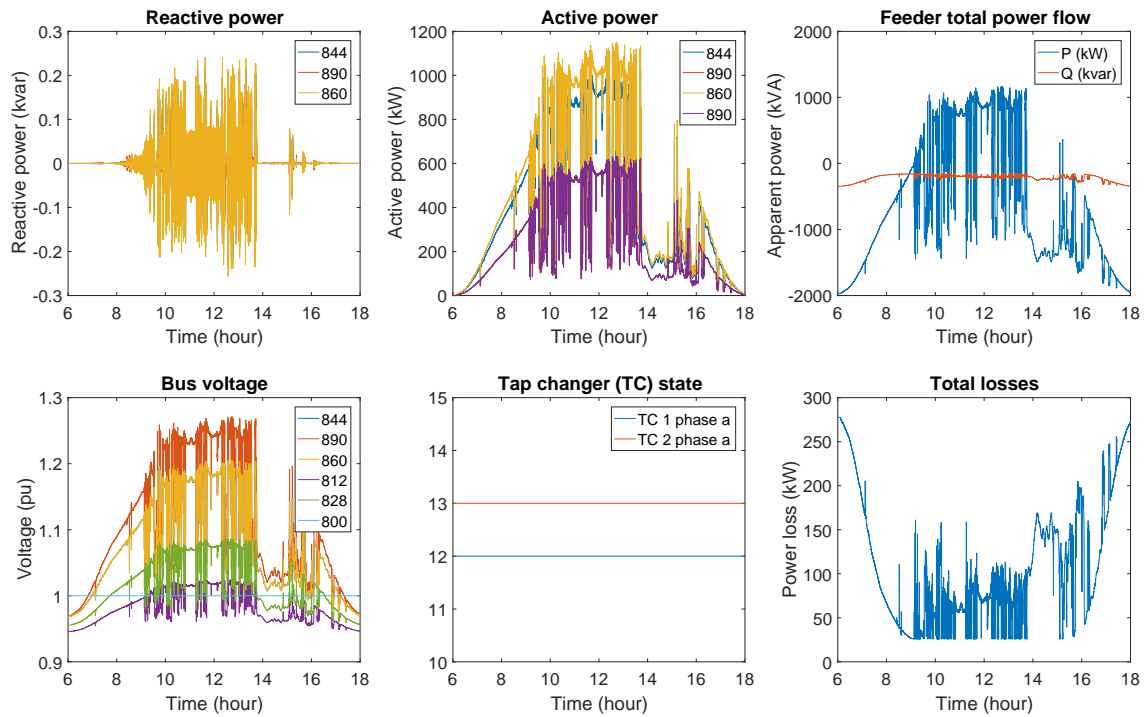 Reactive power
0.3
0.2
0.1
0
-0.1
-0.2
-0.3
Reactive power (kvar)
844
890
860
6 8 10 12 14 16 18
Time (hour)
Active power
1200
1000
800
600
400
200
0
Active power (kW)
844
890
860
890
6 8 10 12 14 16 18
Time (hour)
Feeder total power flow
2000
1000
0
-1000
-2000
Apparent power (kVA)
P (kW)
Q (kvar)
6 8 10 12 14 16 18
Time (hour)
Bus voltage
1.3
1.2
1.1
1
0.9
Voltage (pu)
844
890
860
812
828
800
6 8 10 12 14 16 18
Time (hour)
Tap changer (TC) state
15
14
13
12
11
10
TC 1 phase a
TC 2 phase a
6 8 10 12 14 16 18
Time (hour)
Total losses
300
250
200
150
100
50
0
Power loss (kW)
6 8 10 12 14 16 18
Time (hour)